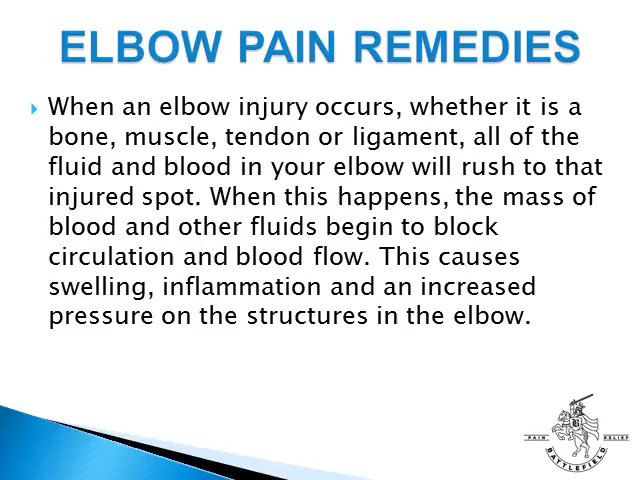 ELBOW PAIN REMEDIES
When an elbow injury occurs, whether it is a
bone, muscle, tendon or ligament, all of the
fluid and blood in your elbow will rush to that
injured spot. When this happens, the mass of
blood and other fluids begin to block
circulation and blood flow. This causes
swelling, inflammation and an increased
pressure on the structures in the elbow.
PAIN RELIEF
B
BATTLEFIELD